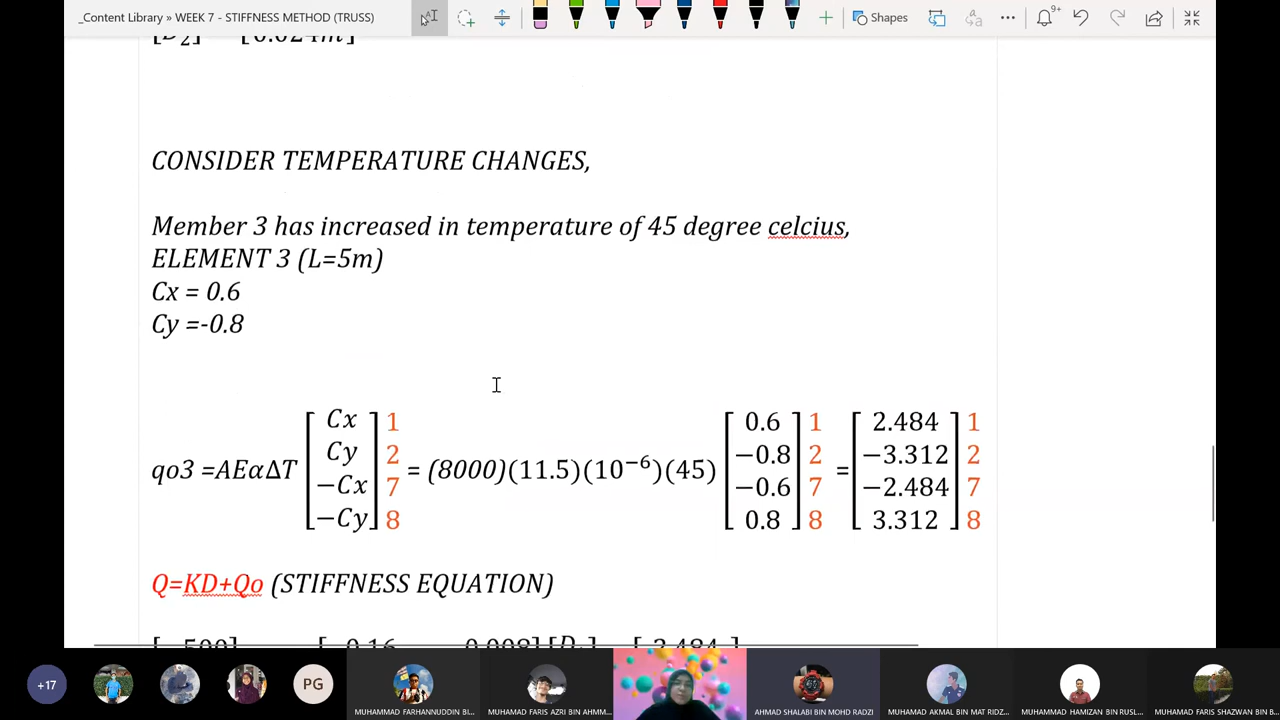 _Content Library » WEEK 7 - STIFFNESS METHOD (TRUSS)
Shapes
9+
CONSIDER TEMPERATURE CHANGES,
Member 3 has increased in temperature of 45 degree celcius,
ELEMENT 3 (L=5m)
Cx = 0.6
Cy =-0.8
qo3 =AEαΔT [Cx Cy −Cx −Cy] 1 2 7 8 = (8000)(11.5)(10⁻⁶)(45) [0.6 −0.8 −0.6 0.8] 1 2 7 8 = [2.484 −3.312 −2.484 3.312] 1 2 7 8
Q=KD+Qo (STIFFNESS EQUATION)
+17
PG
MUHAMMAD FARHANNUDDIN BI...
MUHAMAD FARIS AZRI BIN AHMM...
AHMAD SHALABI BIN MOHD RADZI
MUHAMAD AKMAL BIN MAT RIDZ...
MUHAMAD HAMIZAN BIN RUSL...
MUHAMAD FARIS SHAZWAN BIN